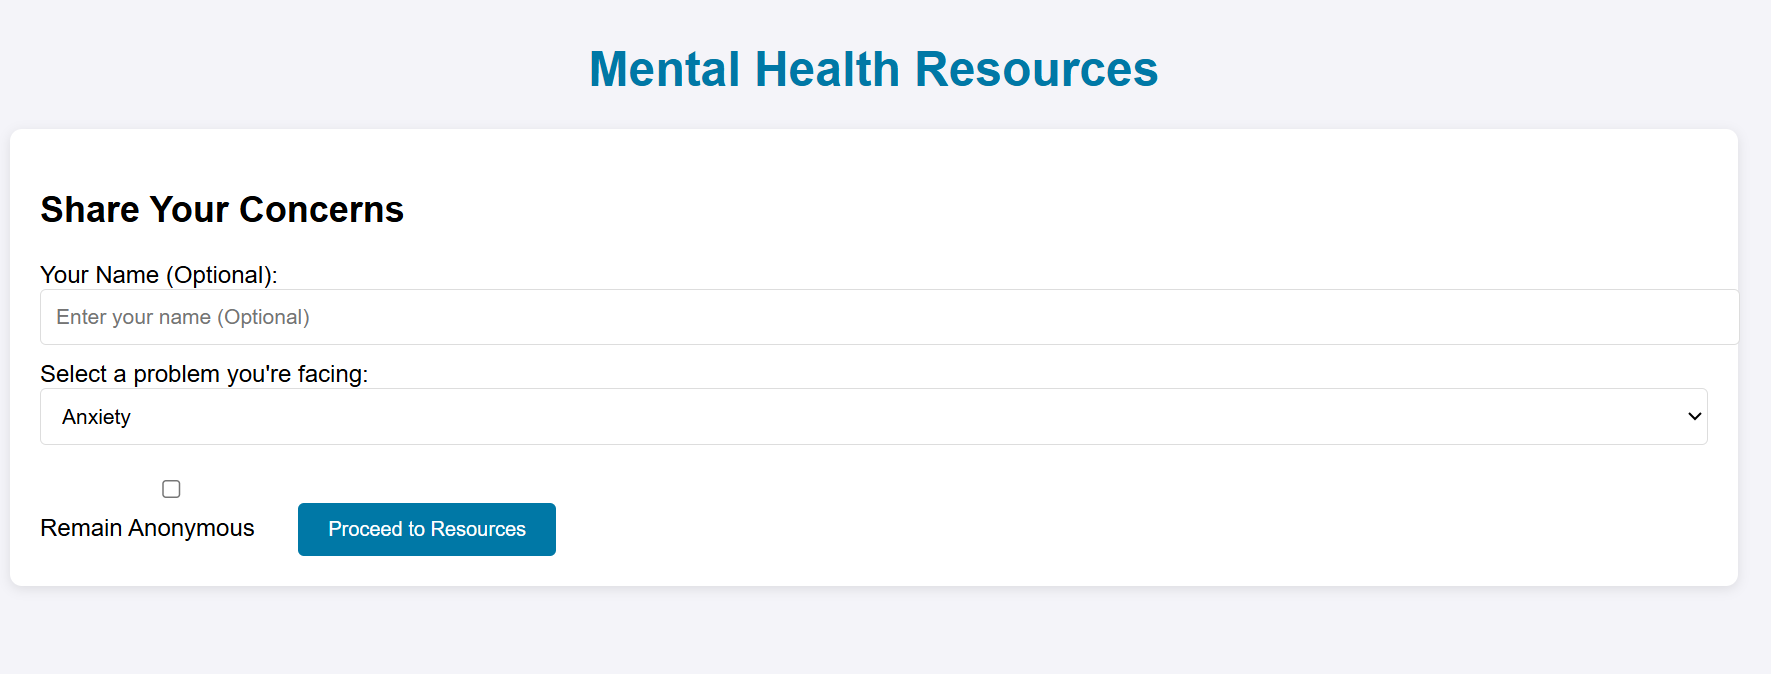 Mental Health Resources
Share Your Concerns
Your Name (Optional):
Enter your name (Optional)
Select a problem you're facing:
Anxiety
Remain Anonymous
Proceed to Resources